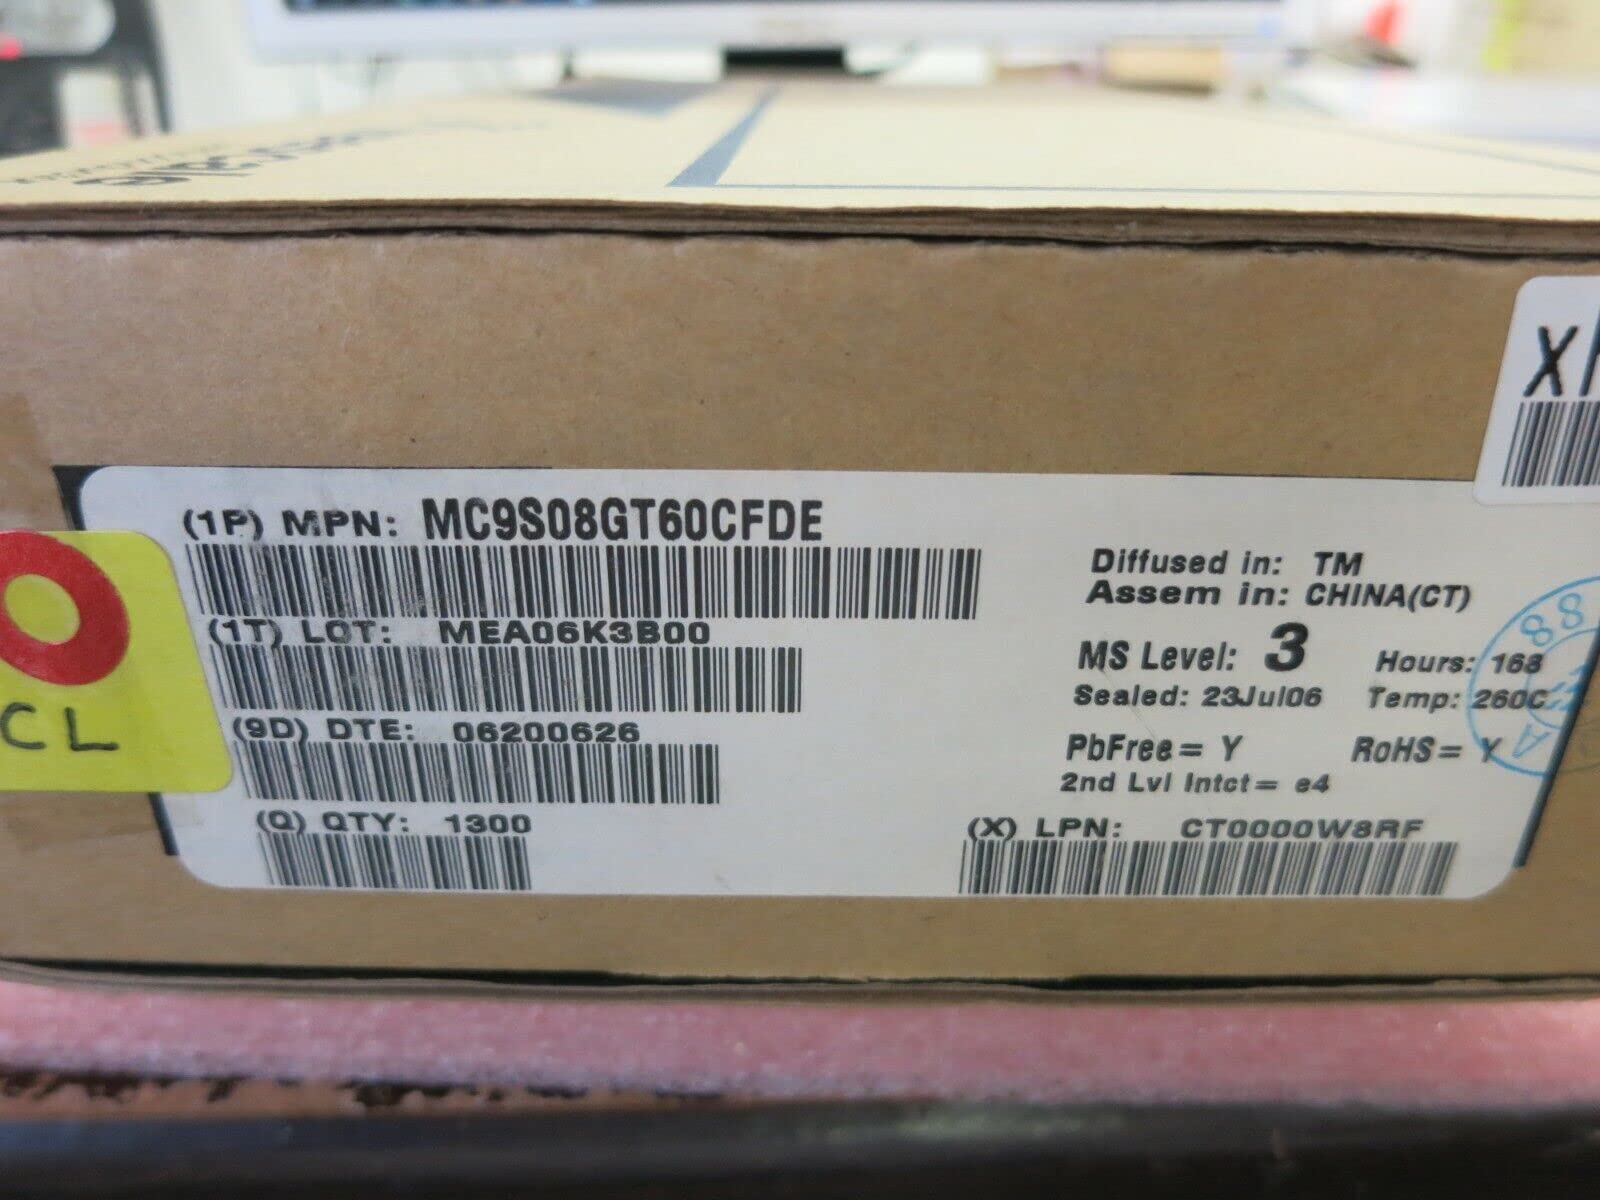 (1P) MPN: MC9S08GT60CFDE
(1T) LOT: MEA06K3B00
(9D) DTE: 06200626
(Q) QTY: 1300
Diffused in: TM
Assem in: CHINA(CT)
MS Level: 3 Hours: 168
Sealed: 23Jul06 Temp: 260C
PbFree= Y RoHS= Y
2nd Lvl Intct= e4
(X) LPN: CT0000W8RF
CL
X
88
A